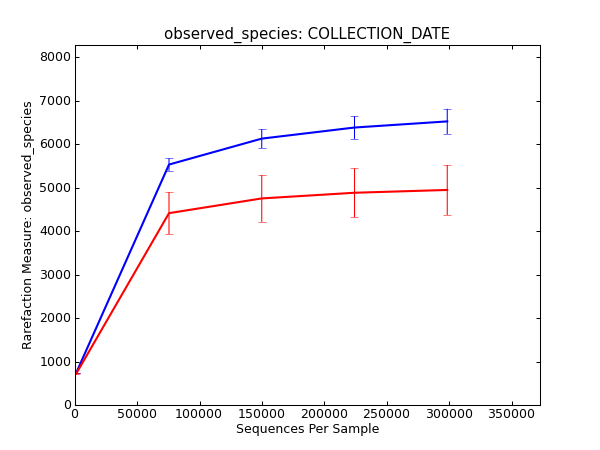 observed_species: COLLECTION_DATE
8000
7000
6000
5000
4000
3000
2000
1000
0
Rarefaction Measure: observed_species
0 50000 100000 150000 200000 250000 300000 350000
Sequences Per Sample